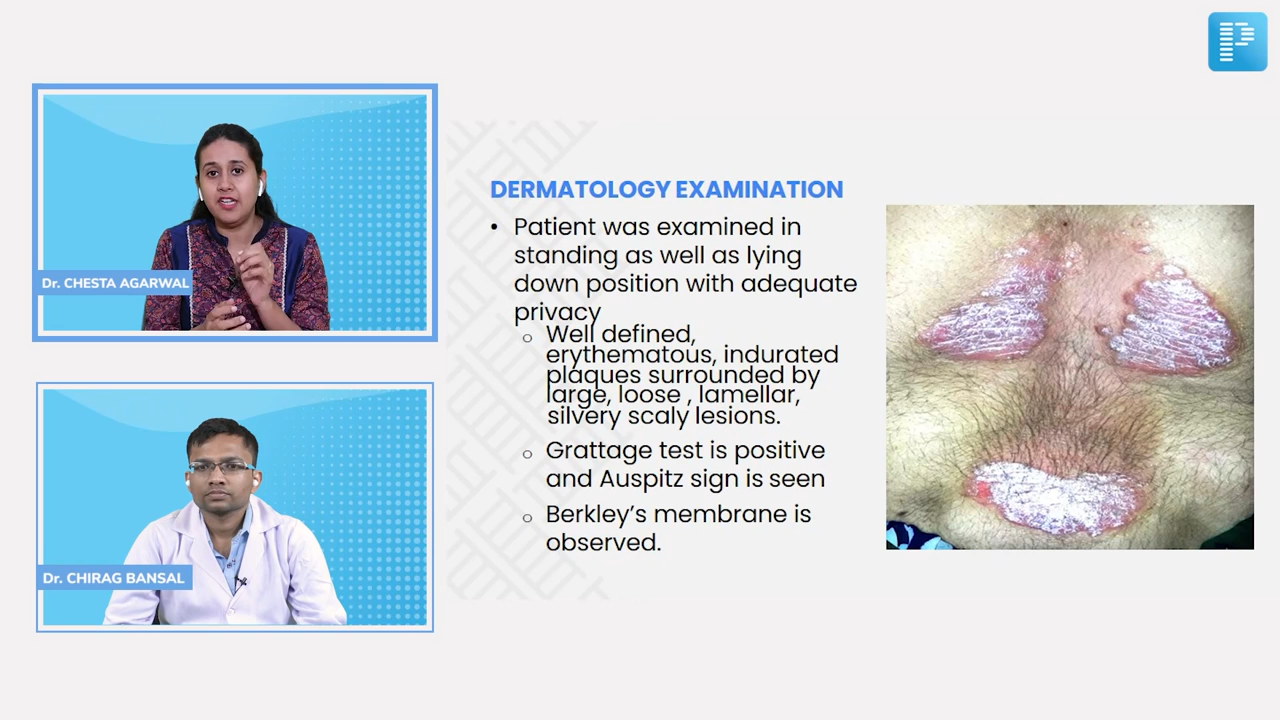 Dr. CHESTA AGARWAL
Dr. CHIRAG BANSAL
DERMATOLOGY EXAMINATION
• Patient was examined in
standing as well as lying
down position with adequate
privacy
o Well defined,
erythematous, indurated
plaques surrounded by
large, loose , lamellar,
silvery scaly lesions.
o Grattage test is positive
and Auspitz sign is seen
o Berkley's membrane is
observed.